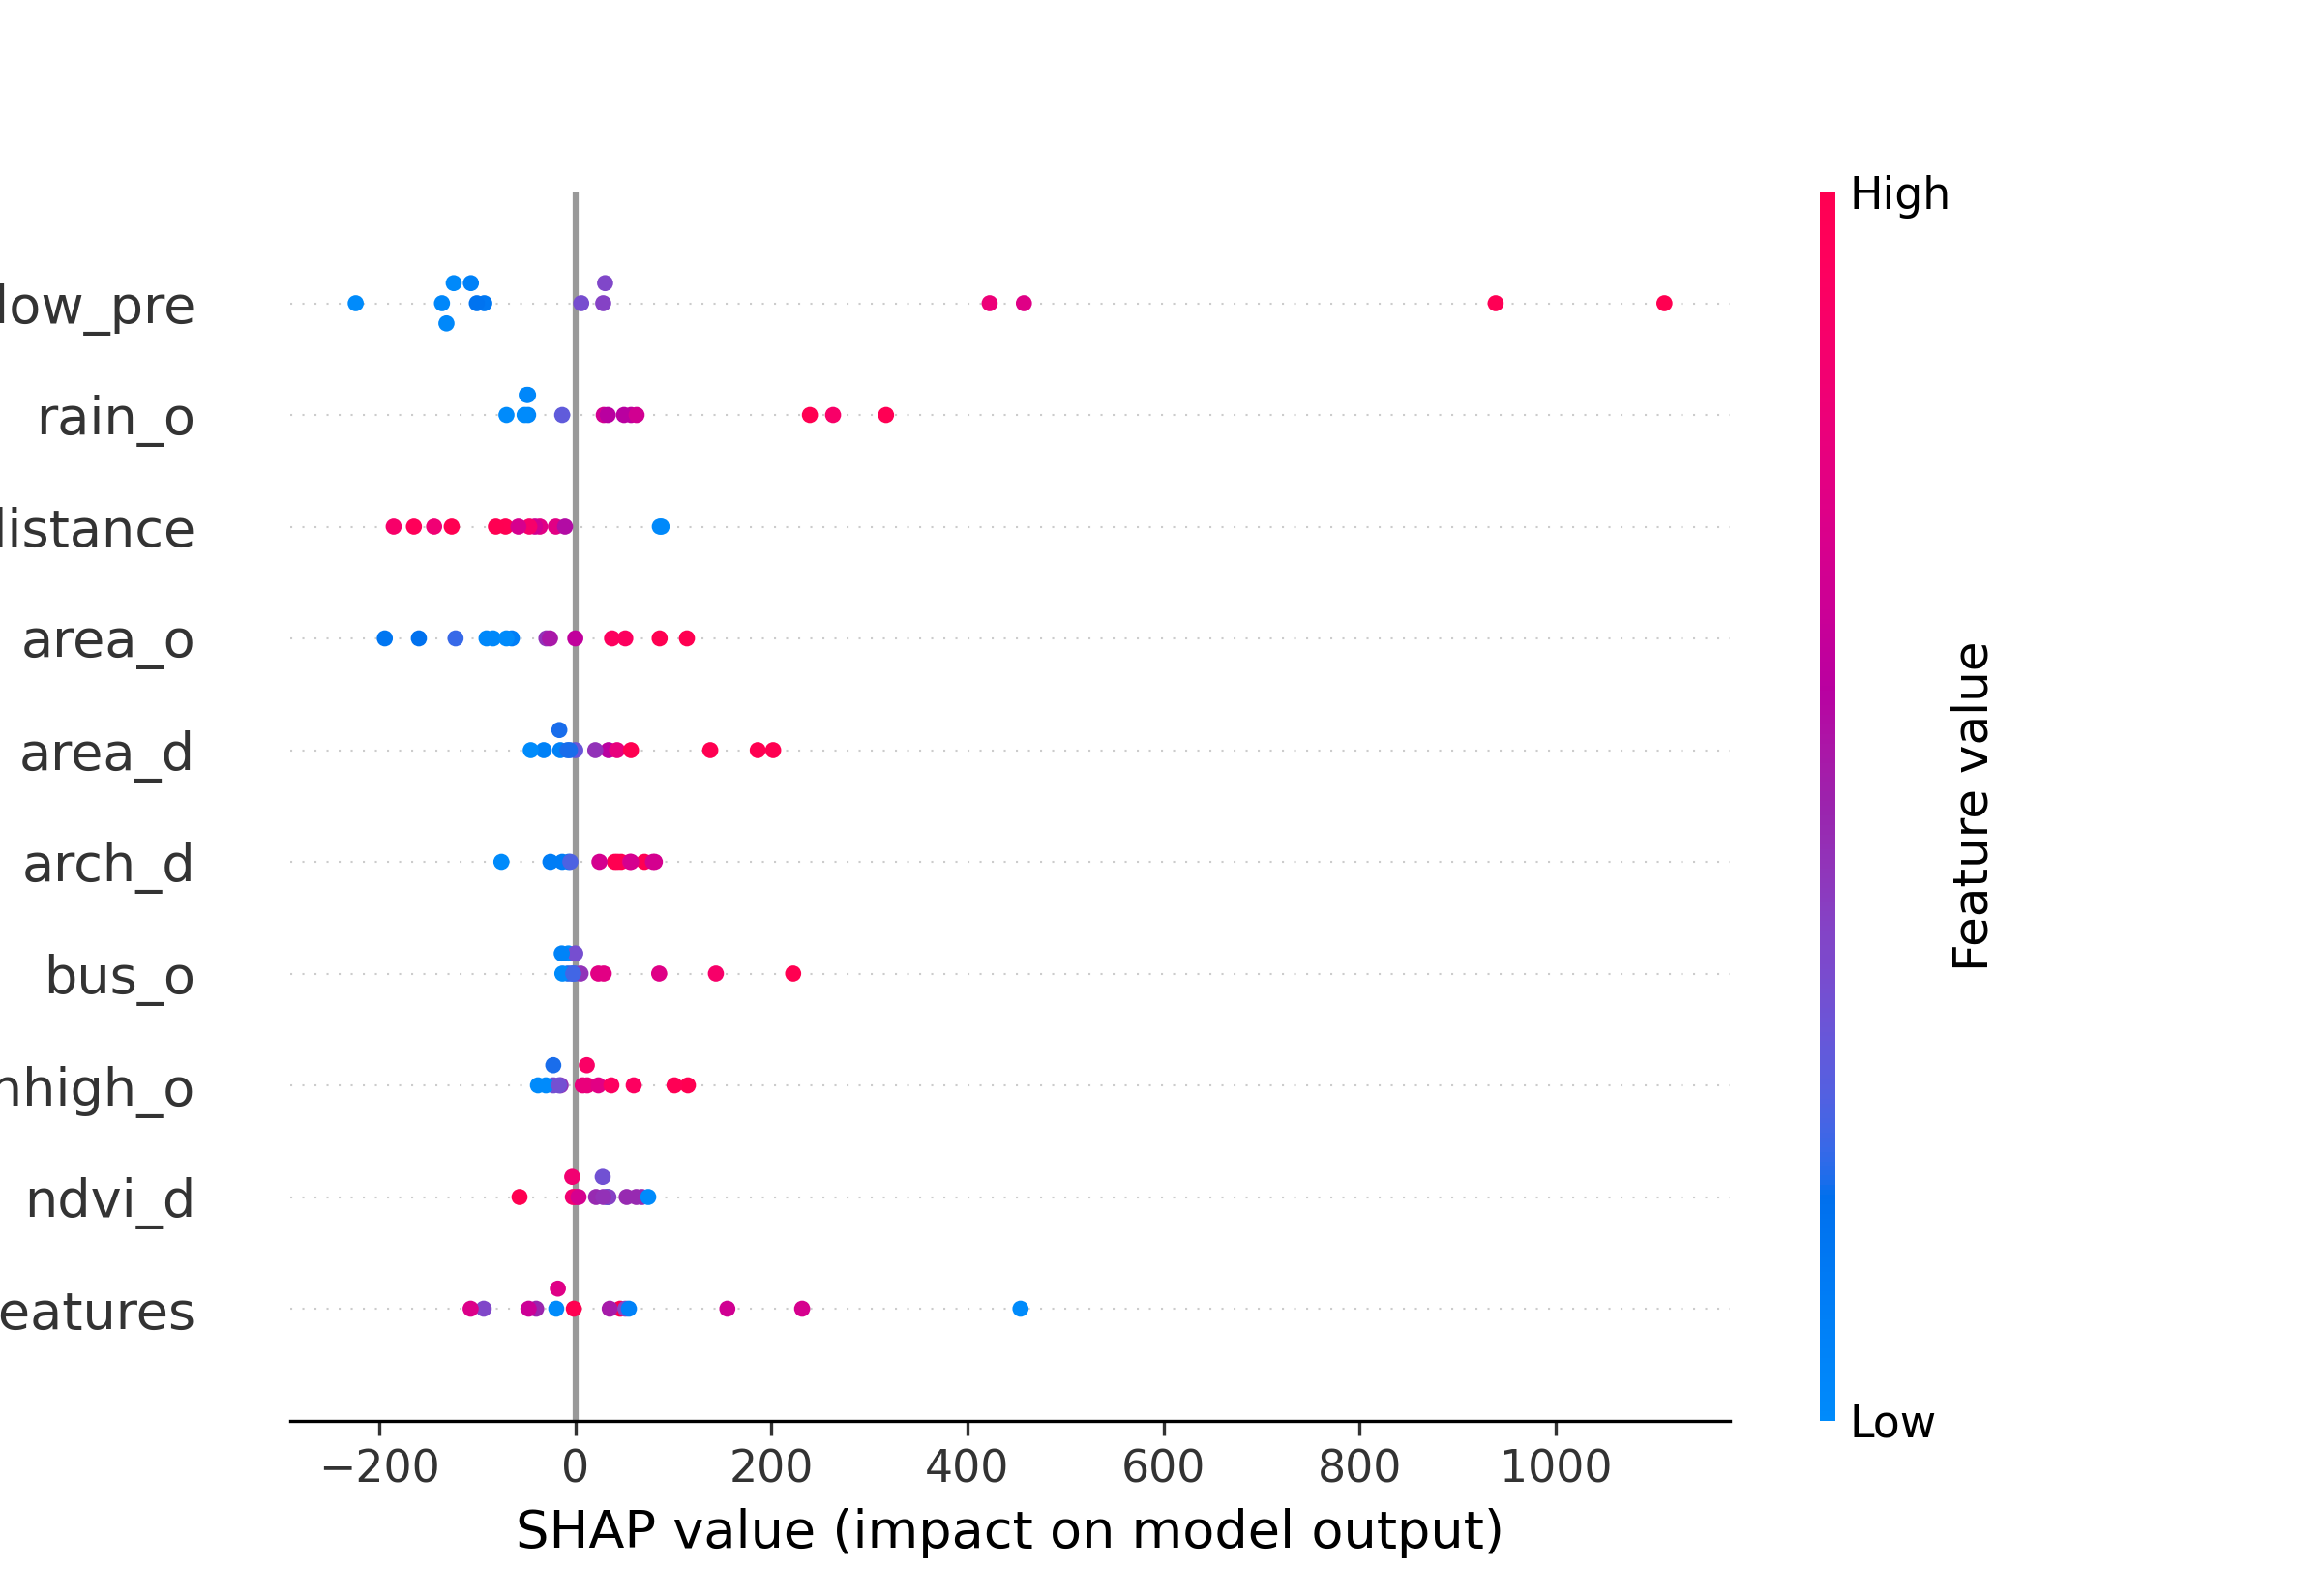 High
low_pre
rain_o
distance
area_o
area_d
arch_d
bus_o
nhigh_o
ndvi_d
eatures
Feature value
Low
−200 0 200 400 600 800 1000
SHAP value (impact on model output)